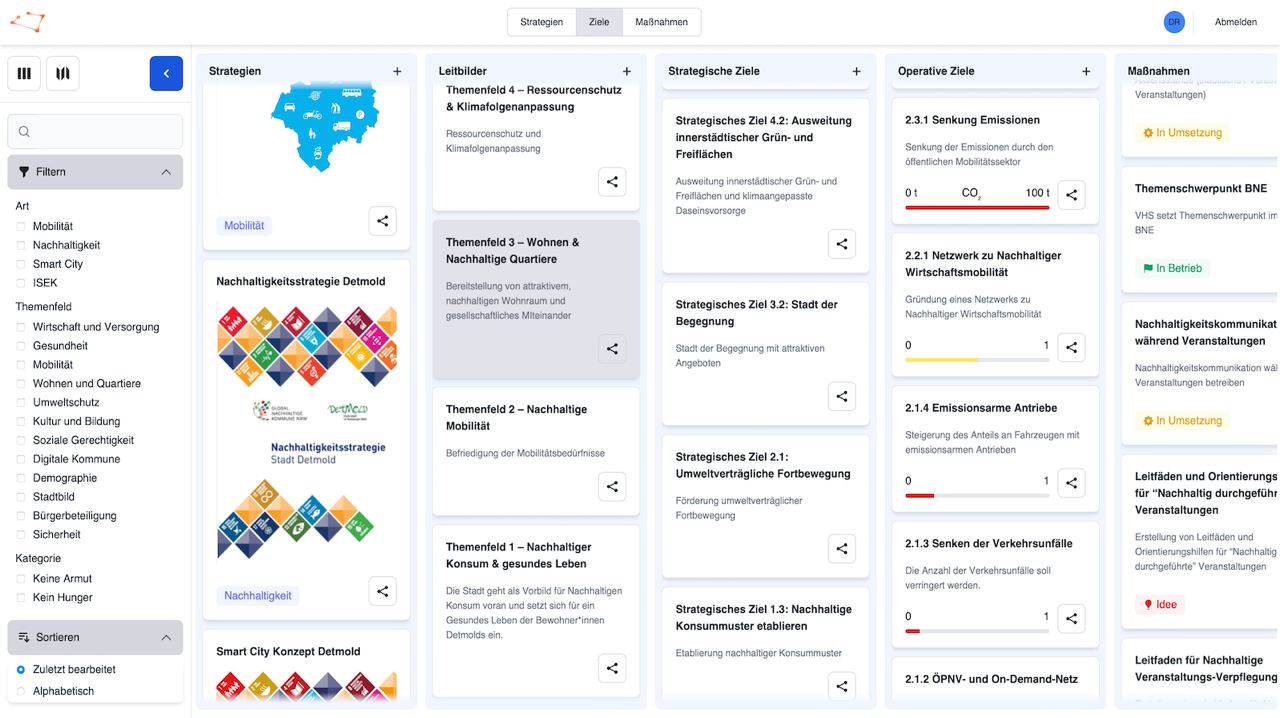 Strategien
Ziele
Maßnahmen
DR
Abmelden
Filtern
Art
Mobilität
Nachhaltigkeit
Smart City
ISEK
Themenfeld
Wirtschaft und Versorgung
Gesundheit
Mobilität
Wohnen und Quartiere
Umweltschutz
Kultur und Bildung
Soziale Gerechtigkeit
Digitale Kommune
Demographie
Stadtbild
Bürgerbeteiligung
Sicherheit
Kategorie
Keine Armut
Kein Hunger
Sortieren
Zuletzt bearbeitet
Alphabetisch
Strategien
+
Mobilität
Nachhaltigkeitsstrategie Detmold
GLOBAL
NACHHALTIGE
KOMMUNE NRW
DETMOLD
Nachhaltigkeitsstrategie
Stadt Detmold
Nachhaltigkeit
Smart City Konzept Detmold
Leitbilder
+
Themenfeld 4 – Ressourcenschutz
& Klimafolgenanpassung
Ressourcenschutz und
Klimafolgenanpassung
Themenfeld 3 – Wohnen &
Nachhaltige Quartiere
Bereitstellung von attraktivem,
nachhaltigen Wohnraum und
gesellschaftliches MIteinander
Themenfeld 2 – Nachhaltige
Mobilität
Befriedigung der Mobilitätsbedürfnisse
Themenfeld 1 – Nachhaltiger
Konsum & gesundes Leben
Die Stadt geht als Vorbild für Nachhaltigen
Konsum voran und setzt sich für ein
Gesundes Leben der Bewohner*innen
Detmolds ein.
Strategische Ziele
+
Strategisches Ziel 4.2: Ausweitung
innerstädtischer Grün- und
Freiflächen
Ausweitung innerstädtischer Grün- und
Freiflächen und klimaangepasste
Daseinsvorsorge
Strategisches Ziel 3.2: Stadt der
Begegnung
Stadt der Begegnung mit attraktiven
Angeboten
Strategisches Ziel 2.1:
Umweltverträgliche Fortbewegung
Förderung umweltverträglicher
Fortbewegung
Strategisches Ziel 1.3: Nachhaltige
Konsummuster etablieren
Etablierung nachhaltiger Konsummuster
Operative Ziele
+
2.3.1 Senkung Emissionen
Senkung der Emissionen durch den
öffentlichen Mobilitätssektor
0 t CO₂ 100 t
2.2.1 Netzwerk zu Nachhaltiger
Wirtschaftsmobilität
Gründung eines Netzwerks zu
Nachhaltiger Wirtschaftsmobilität
0 1
2.1.4 Emissionsarme Antriebe
Steigerung des Anteils an Fahrzeugen mit
emissionsarmen Antrieben
0 1
2.1.3 Senken der Verkehrsunfälle
Die Anzahl der Verkehrsunfälle soll
verringert werden.
0 1
2.1.2 ÖPNV- und On-Demand-Netz
Maßnahmen
Veranstaltungen)
In Umsetzung
Themenschwerpunkt BNE
VHS setzt Themenschwerpunkt im
BNE
In Betrieb
Nachhaltigkeitskommunikat
während Veranstaltungen
Nachhaltigkeitskommunikation wäl
Veranstaltungen betreiben
In Umsetzung
Leitfäden und Orientierungs
für “Nachhaltig durchgeführ
Veranstaltungen
Erstellung von Leitfäden und
Orientierungshilfen für “Nachhaltig
durchgeführte” Veranstaltungen
Idee
Leitfaden für Nachhaltige
Veranstaltungs-Verpflegung